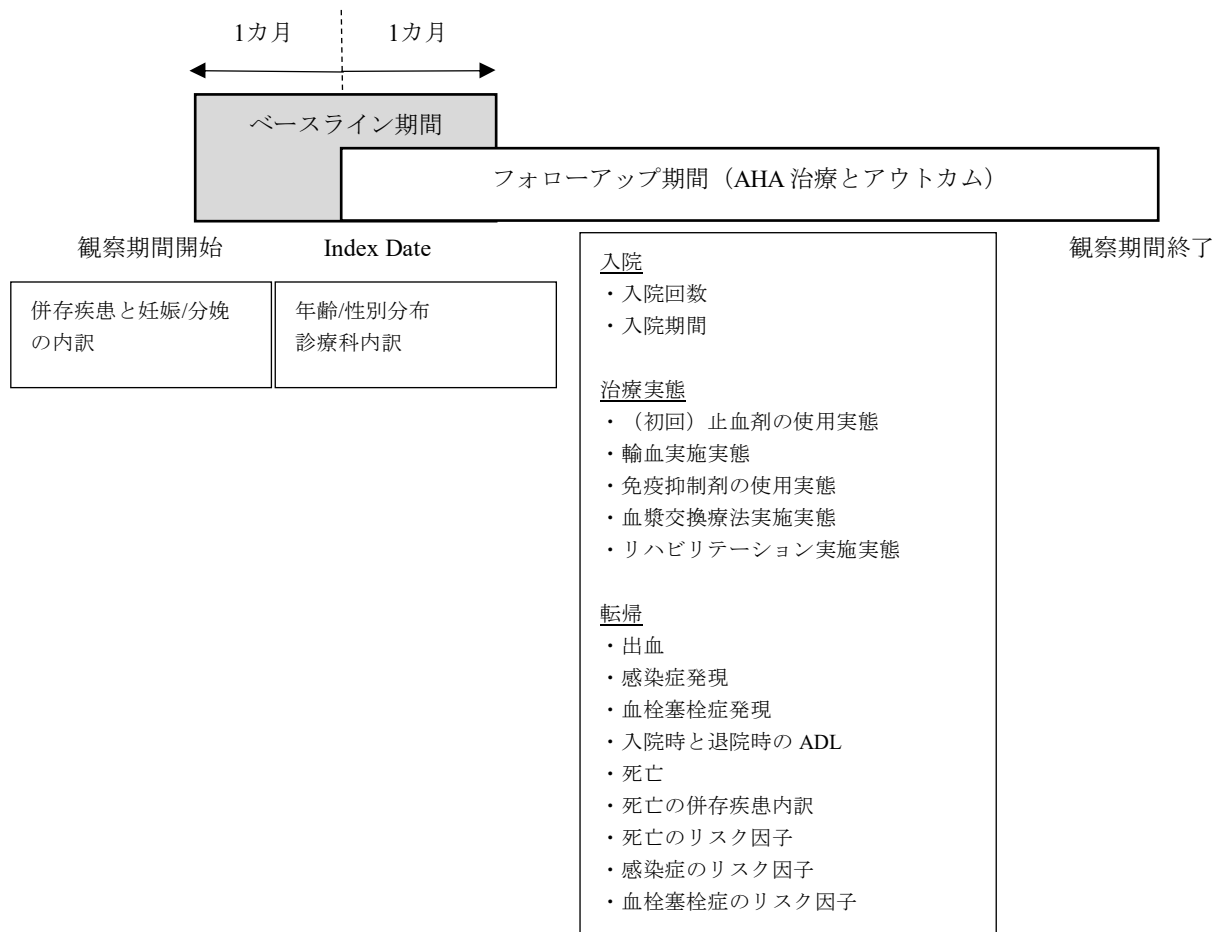 1カ月 1カ月
ベースライン期間
フォローアップ期間（AHA 治療とアウトカム）
観察期間開始 Index Date 観察期間終了
併存疾患と妊娠/分娩
の内訳
年齢/性別分布
診療科内訳
入院
・入院回数
・入院期間
治療実態
・（初回）止血剤の使用実態
・輸血実施実態
・免疫抑制剤の使用実態
・血漿交換療法実施実態
・リハビリテーション実施実態
転帰
・出血
・感染症発現
・血栓塞栓症発現
・入院時と退院時の ADL
・死亡
・死亡の併存疾患内訳
・死亡のリスク因子
・感染症のリスク因子
・血栓塞栓症のリスク因子